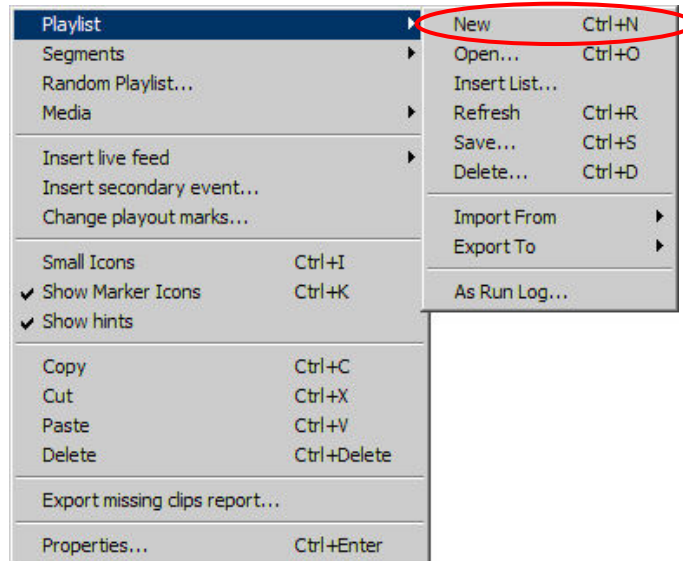 Playlist
Segments
Random Playlist...
Media
Insert live feed
Insert secondary event...
Change playout marks...
Small Icons Ctrl+I
Show Marker Icons Ctrl+K
Show hints
Copy Ctrl+C
Cut Ctrl+X
Paste Ctrl+V
Delete Ctrl+Delete
Export missing clips report...
Properties... Ctrl+Enter
New Ctrl+N
Open... Ctrl+O
Insert List...
Refresh Ctrl+R
Save... Ctrl+S
Delete... Ctrl+D
Import From
Export To
As Run Log...